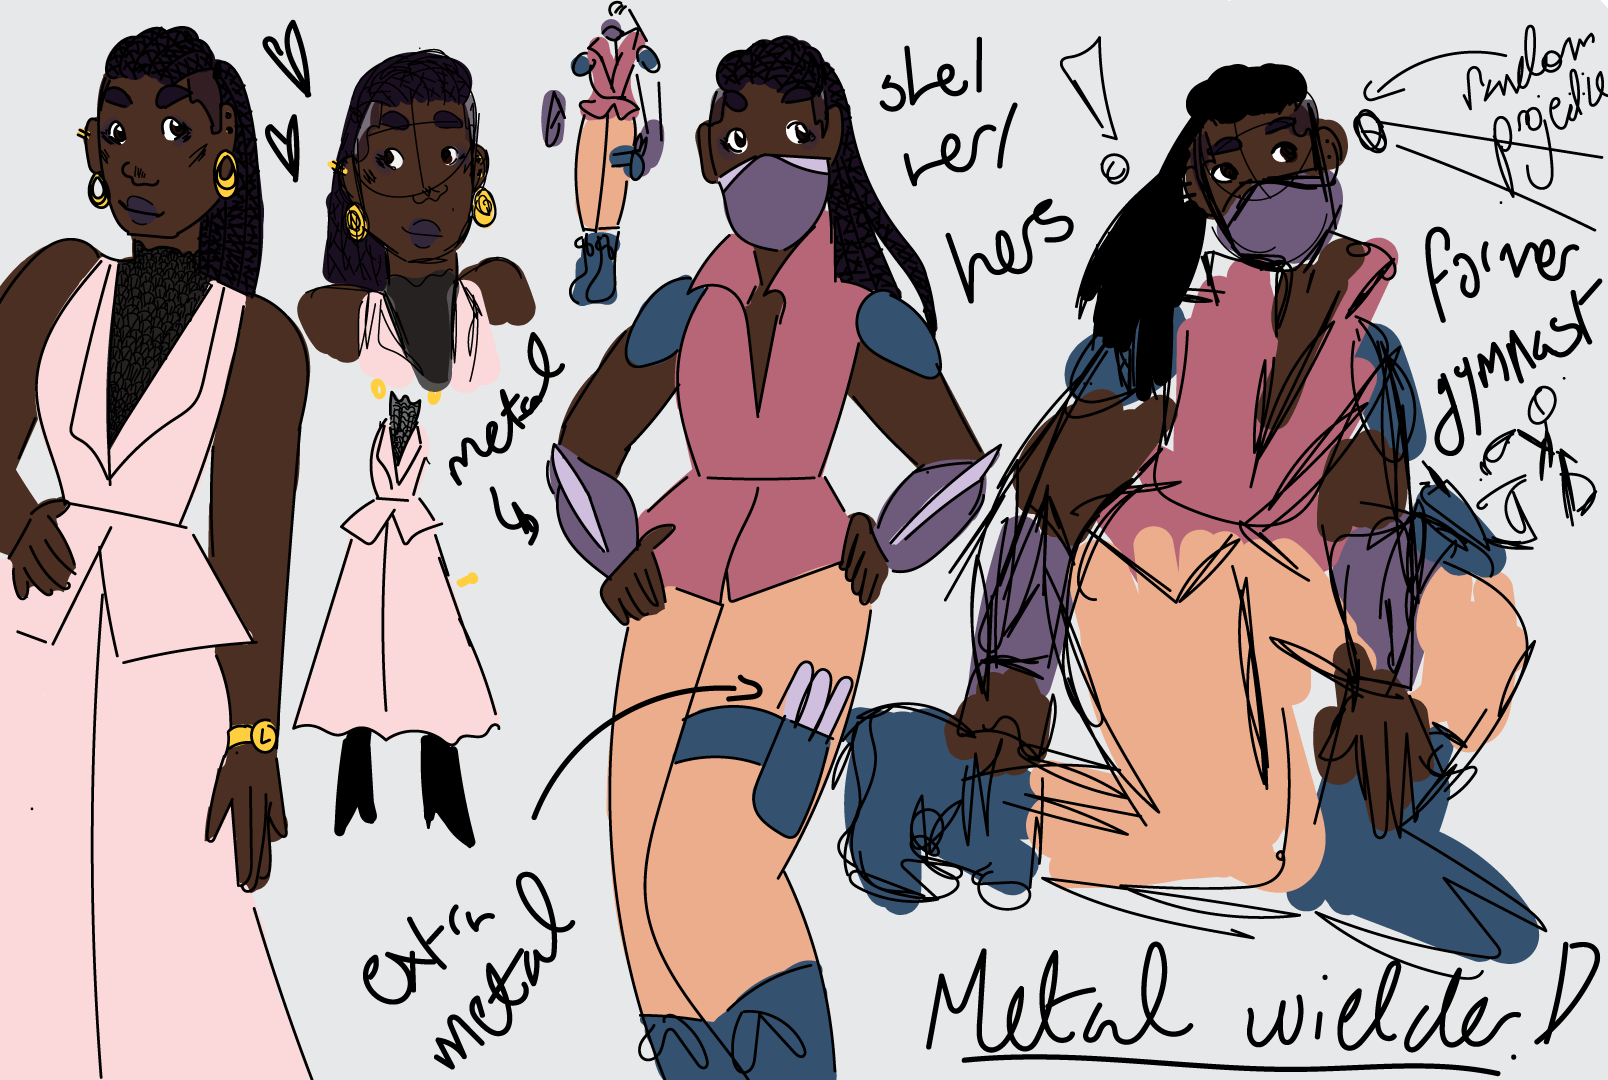 she/
her/
hers
!
random
projectile
former
gymnast
metal
extra
metal
Metal wielder :D
L